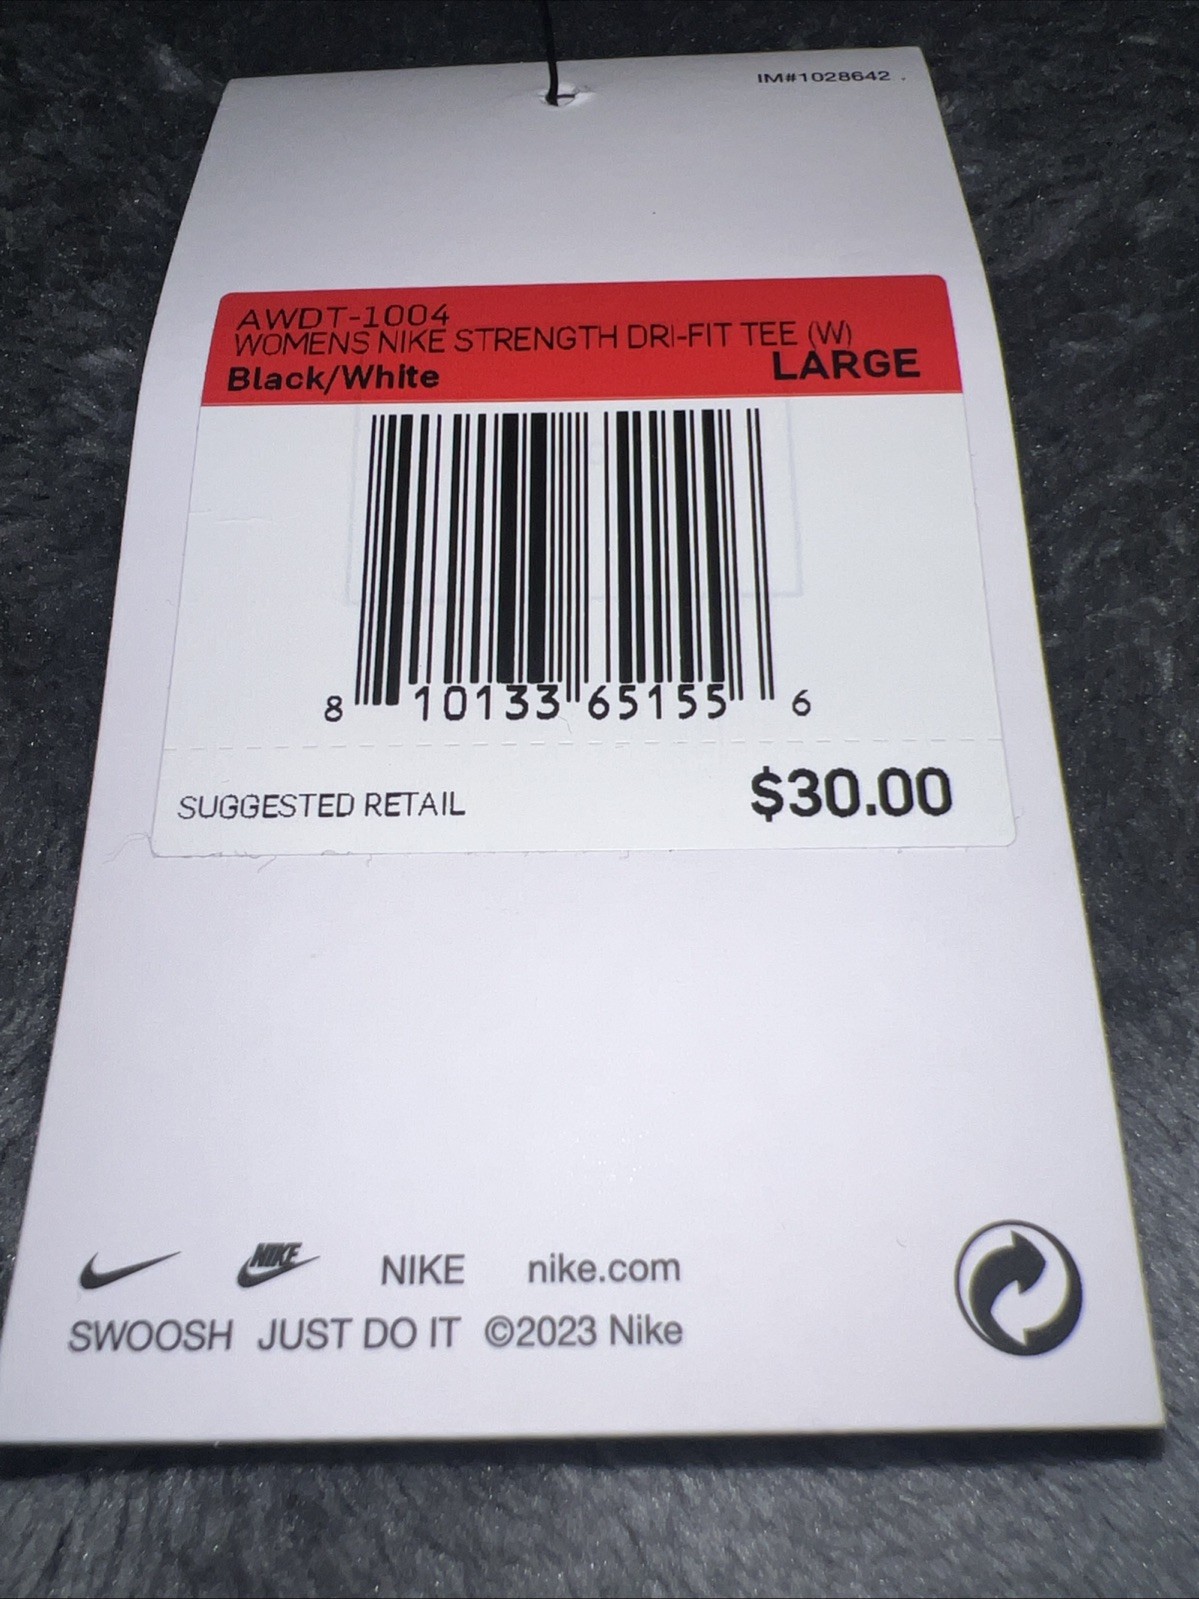 IM#1028642
AWDT-1004
WOMENS NIKE STRENGTH DRI-FIT TEE (W)
Black/White LARGE
8 10133 65155 6
SUGGESTED RETAIL $30.00
NIKE NIKE nike.com
SWOOSH JUST DO IT ©2023 Nike